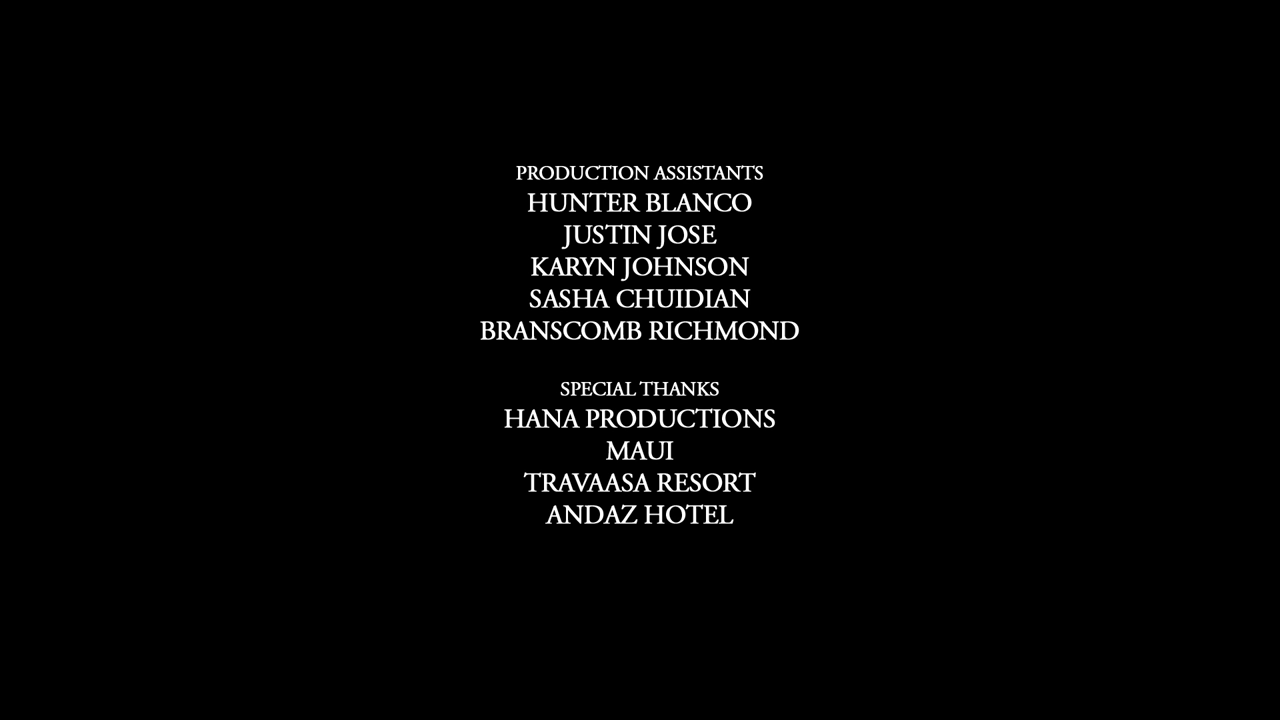 PRODUCTION ASSISTANTS
HUNTER BLANCO
JUSTIN JOSE
KARYN JOHNSON
SASHA CHUIDIAN
BRANSCOMB RICHMOND
SPECIAL THANKS
HANA PRODUCTIONS
MAUI
TRAVAASA RESORT
ANDAZ HOTEL